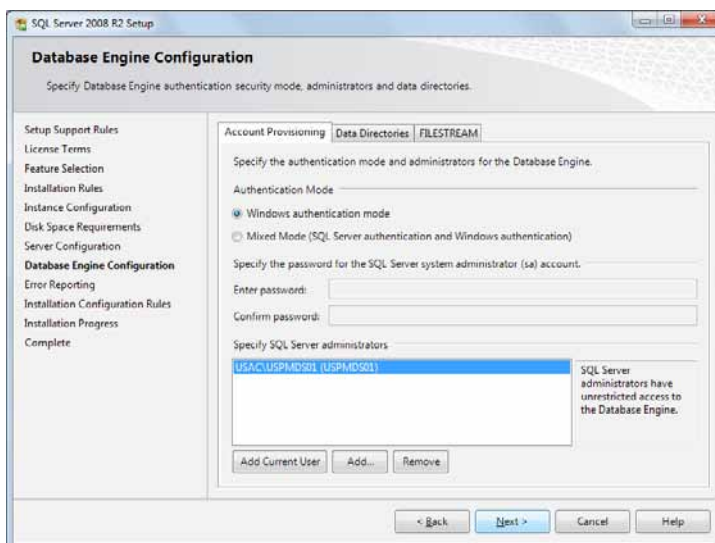 SQL Server 2008 R2 Setup
Database Engine Configuration
Specify Database Engine authentication security mode, administrators and data directories.
Setup Support Rules
License Terms
Feature Selection
Installation Rules
Instance Configuration
Disk Space Requirements
Server Configuration
Database Engine Configuration
Error Reporting
Installation Configuration Rules
Installation Progress
Complete
Account Provisioning Data Directories FILESTREAM
Specify the authentication mode and administrators for the Database Engine.
Authentication Mode
Windows authentication mode
Mixed Mode (SQL Server authentication and Windows authentication)
Specify the password for the SQL Server system administrator (sa) account.
Enter password:
Confirm password:
Specify SQL Server administrators
USAC\USPMDS01 (USPMDS01)
SQL Server
administrators have
unrestricted access to
the Database Engine.
Add Current User Add... Remove
< Back Next > Cancel Help